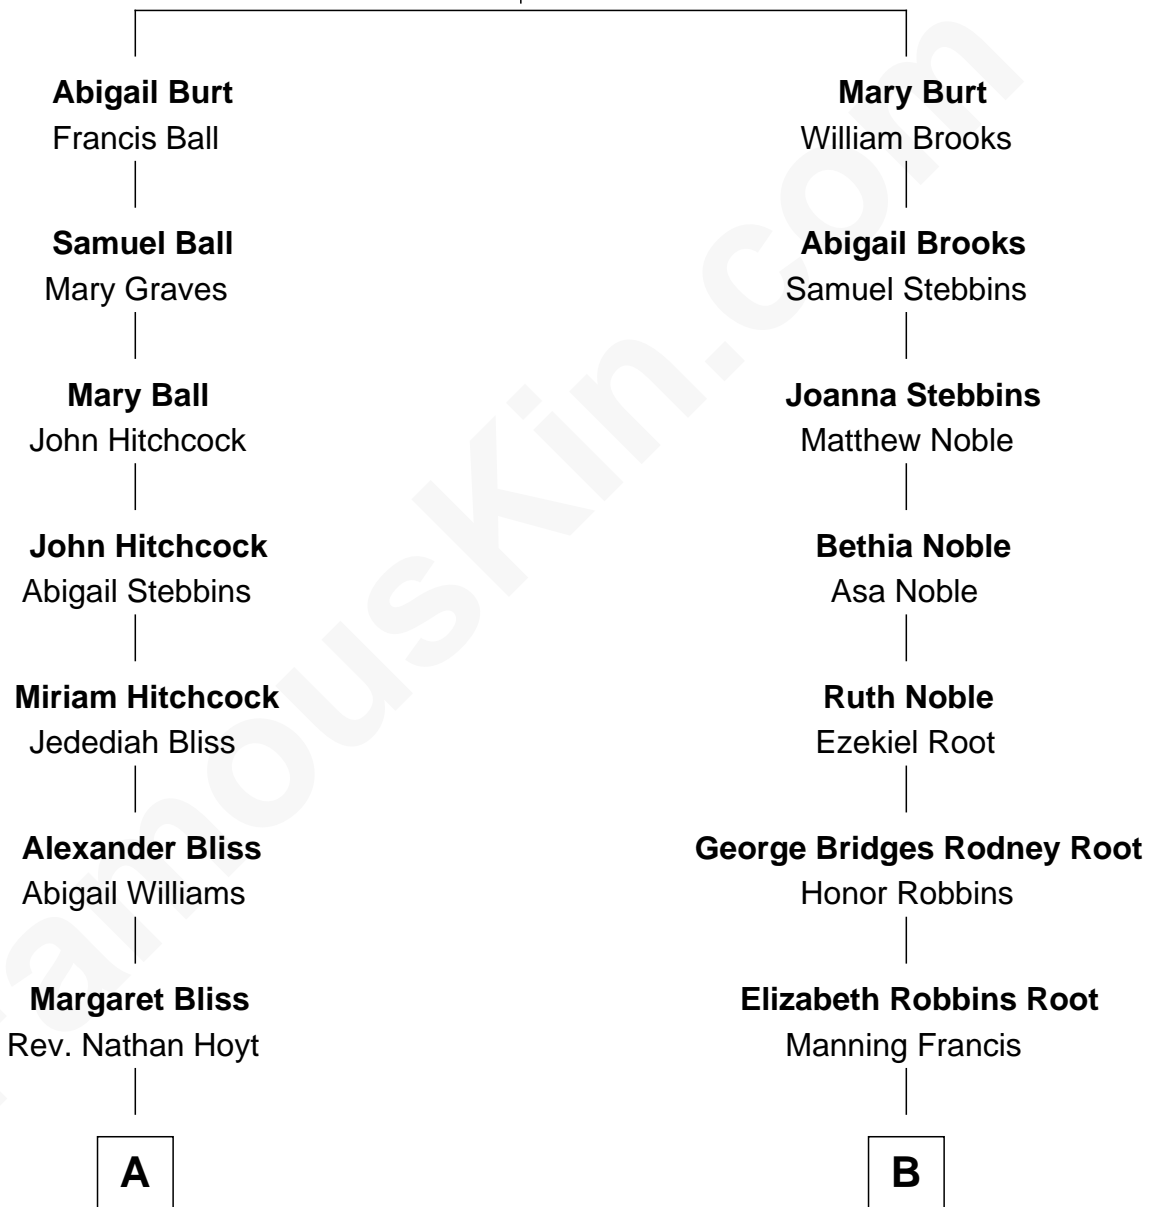 Abigail Burt
Francis Ball
Mary Burt
William Brooks
Samuel Ball
Mary Graves
Abigail Brooks
Samuel Stebbins
Mary Ball
John Hitchcock
Joanna Stebbins
Matthew Noble
John Hitchcock
Abigail Stebbins
Bethia Noble
Asa Noble
Miriam Hitchcock
Jedediah Bliss
Ruth Noble
Ezekiel Root
Alexander Bliss
Abigail Williams
George Bridges Rodney Root
Honor Robbins
Margaret Bliss
Rev. Nathan Hoyt
Elizabeth Robbins Root
Manning Francis
A
B
FamousKin.com